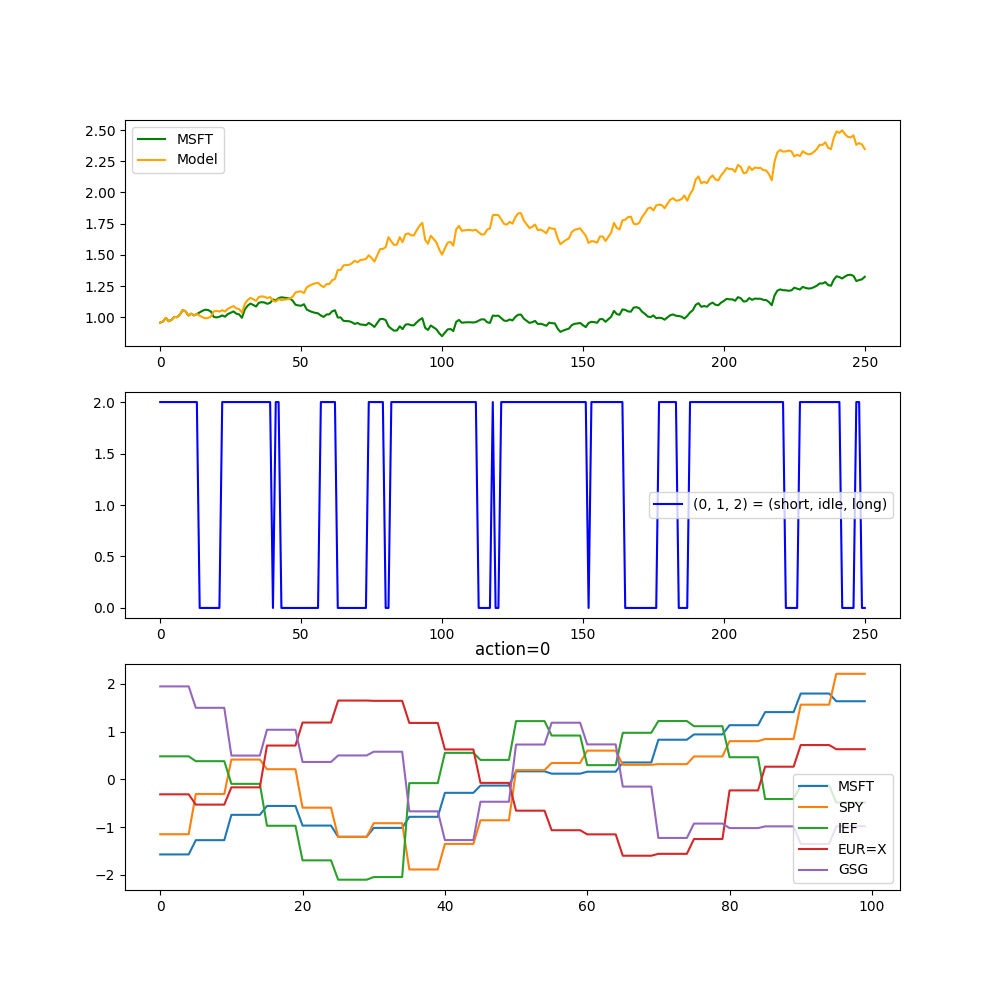 2.50
2.25
2.00
1.75
1.50
1.25
1.00
MSFT
Model
0 50 100 150 200 250
2.0
1.5
1.0
0.5
0.0
(0, 1, 2) = (short, idle, long)
0 50 100 150 200 250
action=0
2
1
0
−1
−2
MSFT
SPY
IEF
EUR=X
GSG
0 20 40 60 80 100